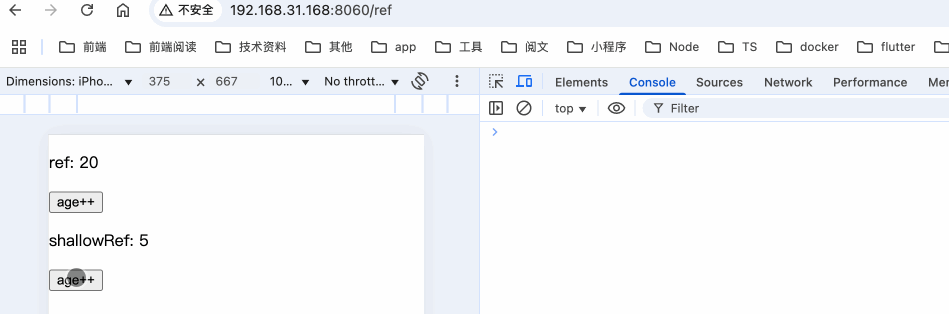 不安全 192.168.31.168:8060/ref
前端 前端阅读 技术资料 其他 app 工具 阅文 小程序 Node TS docker flutter
Dimensions: iPho... 375 × 667 10... No thrott... Elements Console Sources Network Performance Mer
top Filter
ref: 20
age++
shallowRef: 5
age++